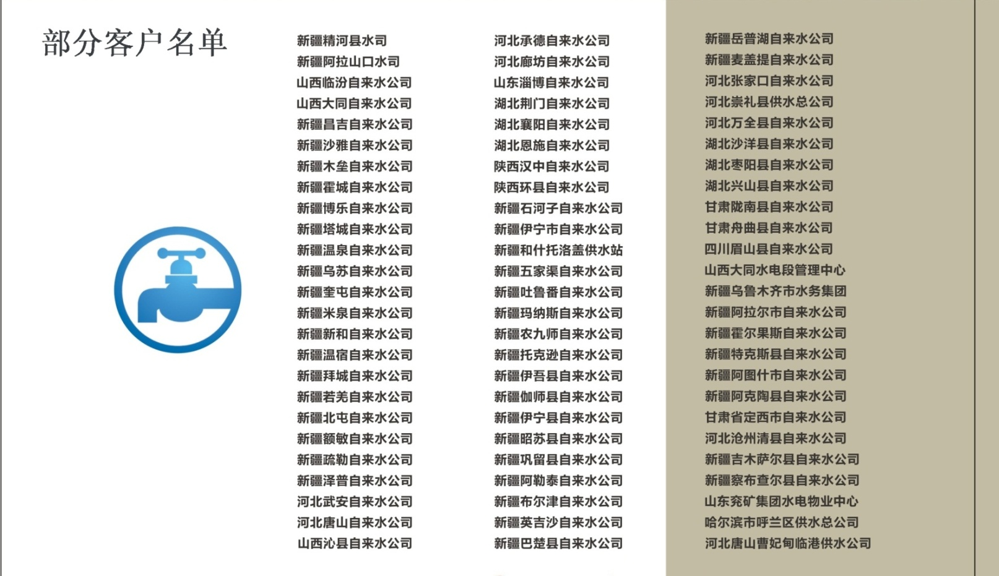 部分客户名单
新疆精河县水司
新疆阿拉山口水司
山西临汾自来水公司
山西大同自来水公司
新疆昌吉自来水公司
新疆沙雅自来水公司
新疆木垒自来水公司
新疆霍城自来水公司
新疆博乐自来水公司
新疆塔城自来水公司
新疆温泉自来水公司
新疆乌苏自来水公司
新疆奎屯自来水公司
新疆米泉自来水公司
新疆新和自来水公司
新疆温宿自来水公司
新疆拜城自来水公司
新疆若羌自来水公司
新疆北屯自来水公司
新疆额敏自来水公司
新疆疏勒自来水公司
新疆泽普自来水公司
河北武安自来水公司
河北唐山自来水公司
山西沁县自来水公司
河北承德自来水公司
河北廊坊自来水公司
山东淄博自来水公司
湖北荆门自来水公司
湖北襄阳自来水公司
湖北恩施自来水公司
陕西汉中自来水公司
陕西环县自来水公司
新疆石河子自来水公司
新疆伊宁市自来水公司
新疆和什托洛盖供水站
新疆五家渠自来水公司
新疆吐鲁番自来水公司
新疆玛纳斯自来水公司
新疆农九师自来水公司
新疆托克逊自来水公司
新疆伊吾县自来水公司
新疆伽师县自来水公司
新疆伊宁县自来水公司
新疆昭苏县自来水公司
新疆巩留县自来水公司
新疆阿勒泰自来水公司
新疆布尔津自来水公司
新疆英吉沙自来水公司
新疆巴楚县自来水公司
新疆岳普湖自来水公司
新疆麦盖提自来水公司
河北张家口自来水公司
河北崇礼县供水总公司
河北万全县自来水公司
湖北沙洋县自来水公司
湖北枣阳县自来水公司
湖北兴山县自来水公司
甘肃陇南县自来水公司
甘肃舟曲县自来水公司
四川眉山县自来水公司
山西大同水电段管理中心
新疆乌鲁木齐市水务集团
新疆阿拉尔市自来水公司
新疆霍尔果斯自来水公司
新疆特克斯县自来水公司
新疆阿图什市自来水公司
新疆阿克陶县自来水公司
甘肃省定西市自来水公司
河北沧州清县自来水公司
新疆吉木萨尔县自来水公司
新疆察布查尔县自来水公司
山东兖矿集团水电物业中心
哈尔滨市呼兰区供水总公司
河北唐山曹妃甸临港供水公司